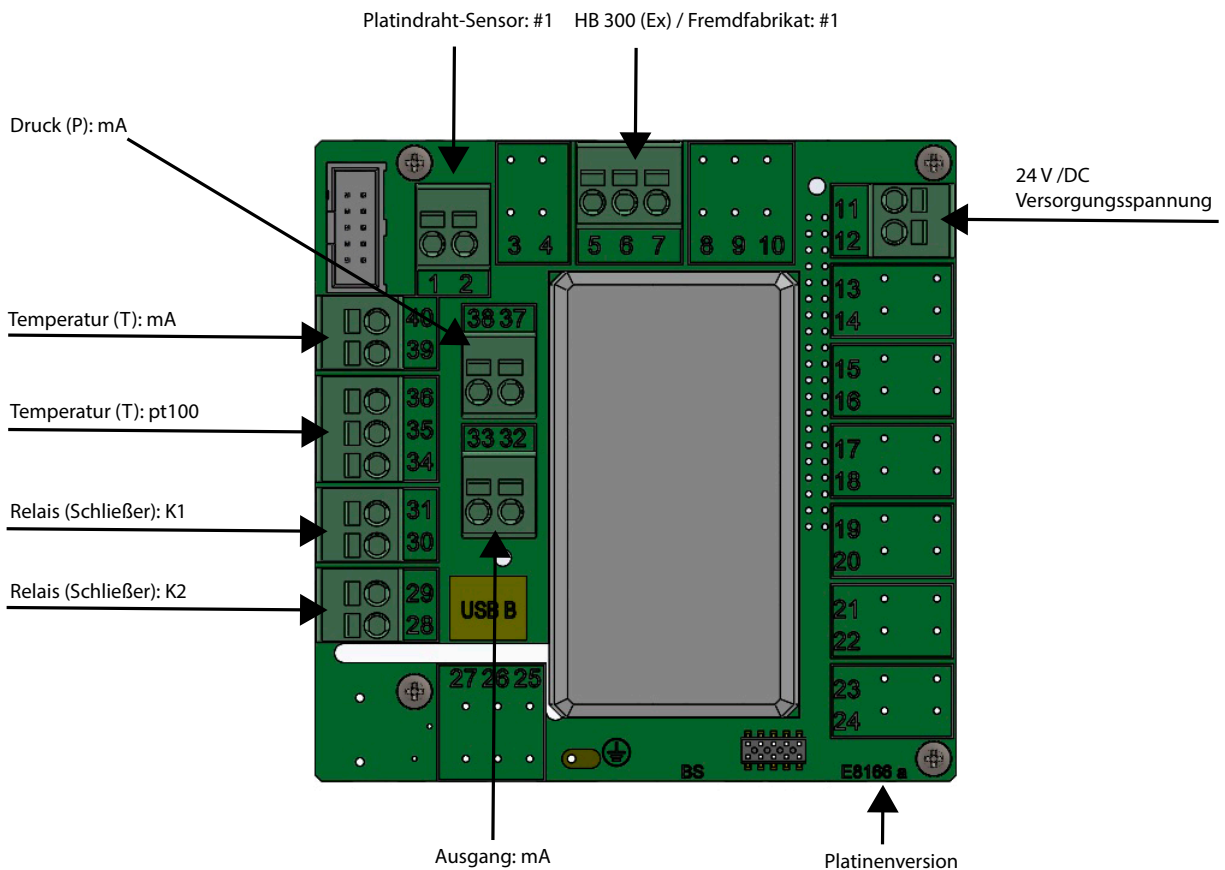 Platindraht-Sensor: #1
HB 300 (Ex) / Fremdfabrikat: #1
Druck (P): mA
24 V /DC
Versorgungsspannung
Temperatur (T): mA
Temperatur (T): pt100
Relais (Schließer): K1
Relais (Schließer): K2
Ausgang: mA
Platinenversion
1 2
3 4
5 6 7
8 9 10
11
12
13
14
15
16
17
18
19
20
21
22
23
24
40
39
38 37
36
35
34
33 32
31
30
29
28
USB B
27 26 25
BS
E8166 a